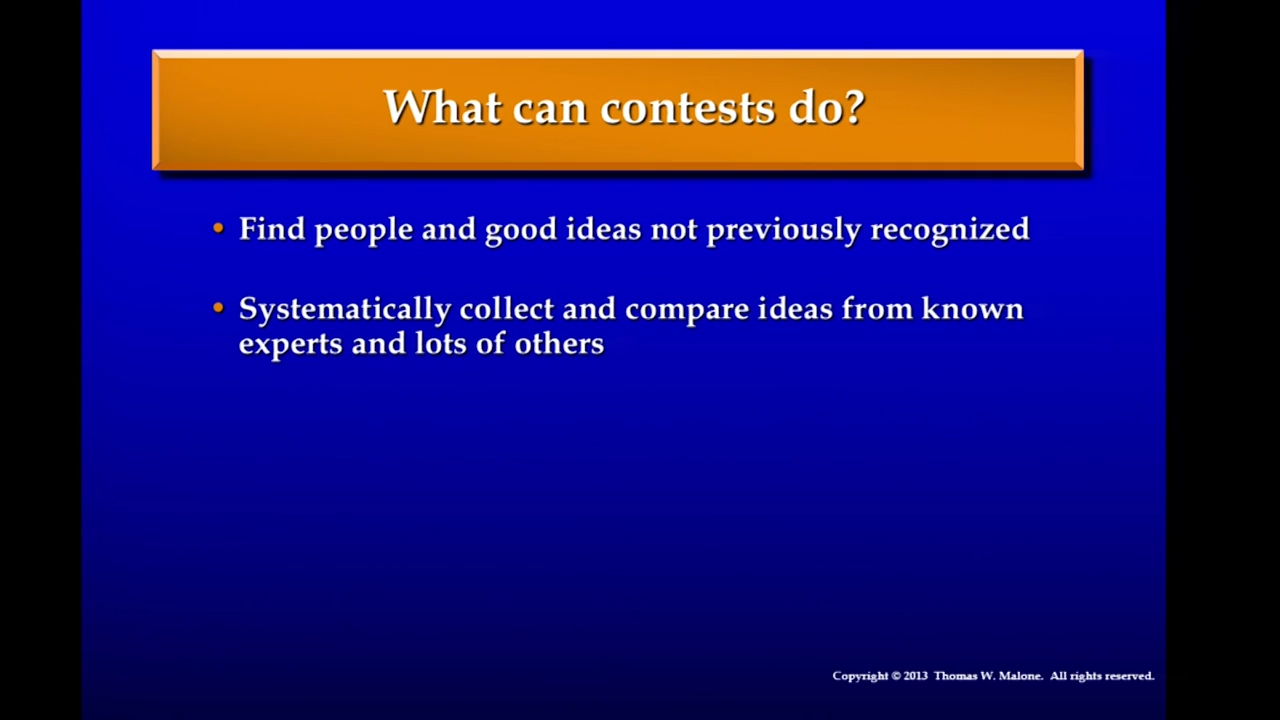 What can contests do?
• Find people and good ideas not previously recognized
• Systematically collect and compare ideas from known
experts and lots of others
Copyright © 2013 Thomas W. Malone. All rights reserved.